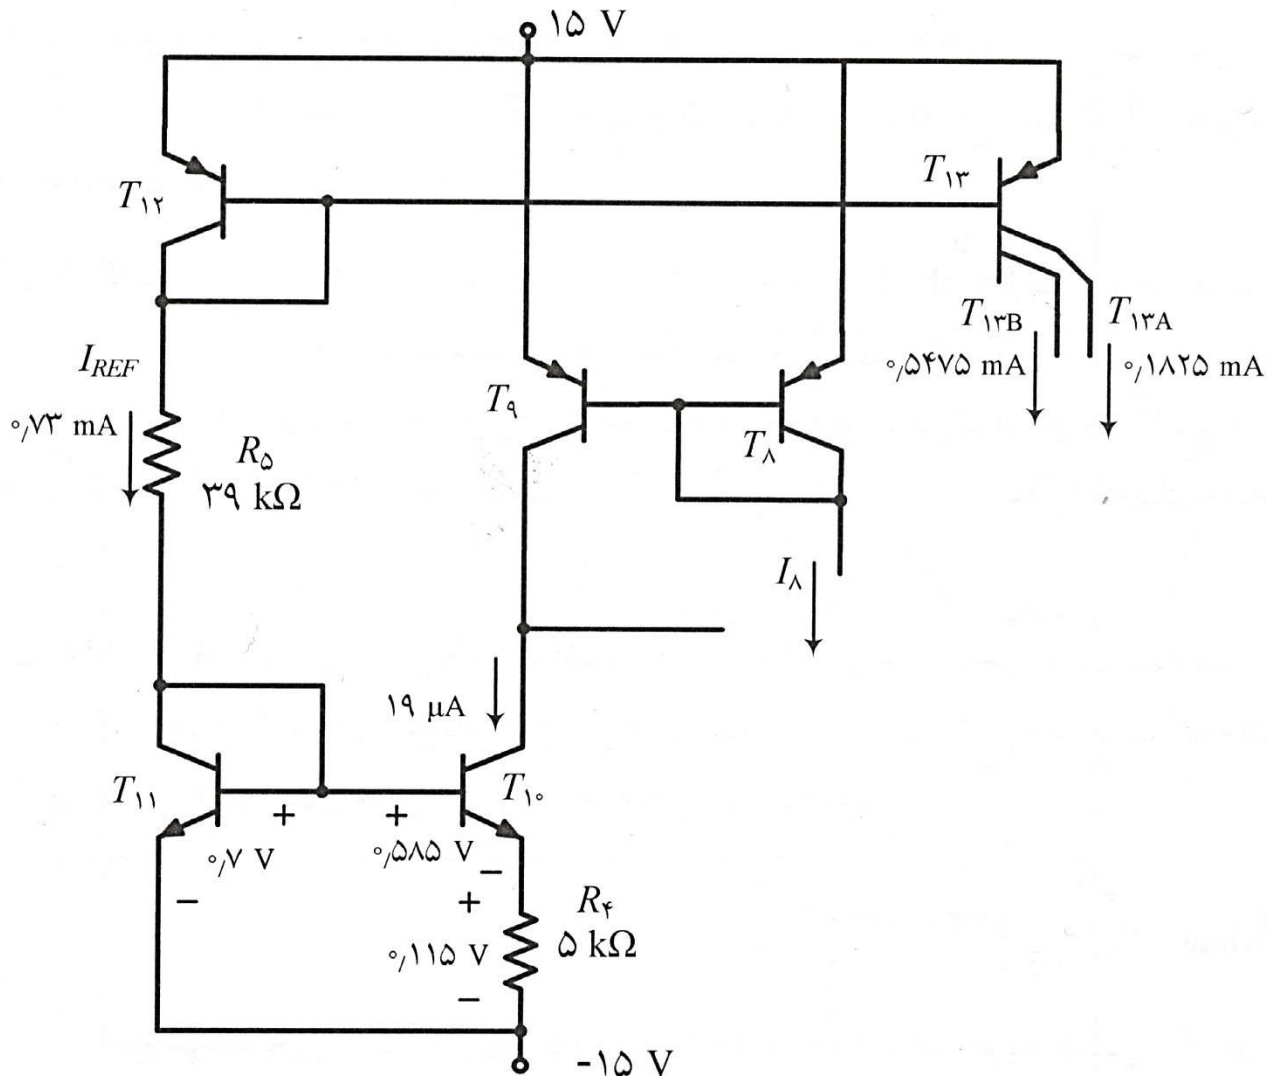 ۱۵ V
T۱۲
T۱۳
T۱۳B
T۱۳A
۰٫۵۴۷۵ mA
۰٫۱۸۲۵ mA
I_REF
۰٫۷۳ mA
R۵
۳۹ kΩ
T۹
T۸
I۸
۱۹ μA
T۱۱
T۱۰
+
+
۰٫۷ V
۰٫۵۸۵ V
−
−
+
R۴
۵ kΩ
۰٫۱۱۵ V
−
-۱۵ V